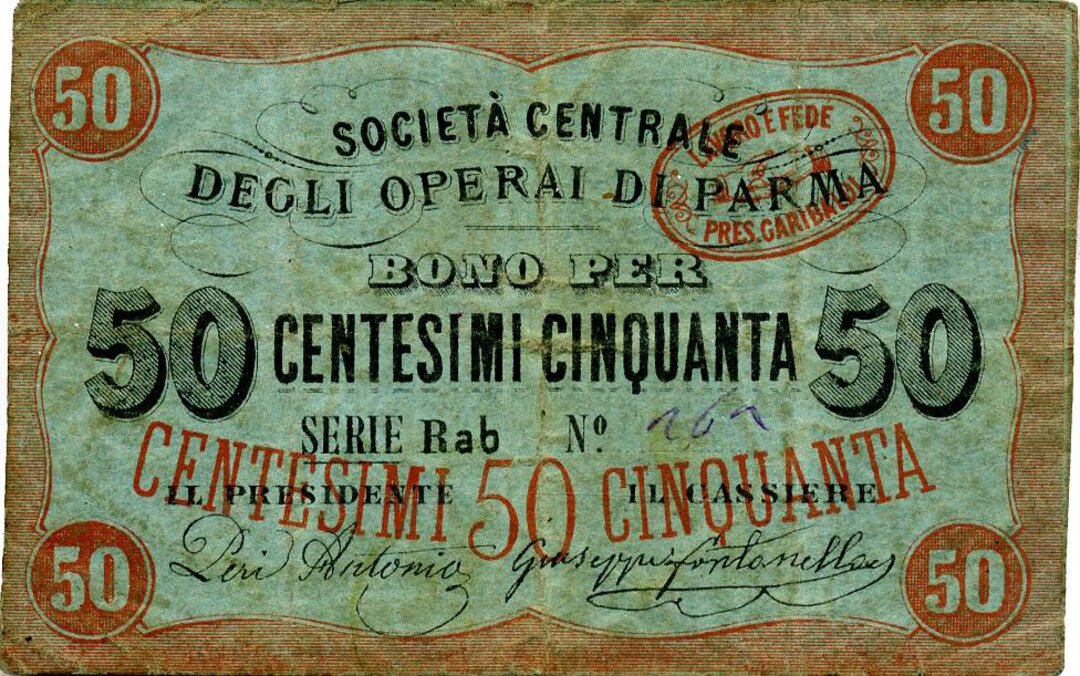 50 50
SOCIETÀ CENTRALE
LAVORO E FEDE
DEGLI OPERAI DI PARMA
PRES. GARIBALDI
BONO PER
50 CENTESIMI CINQUANTA 50
SERIE Rab Nº
CENTESIMI 50 CINQUANTA
IL PRESIDENTE IL CASSIERE
Peri Antonio Giuseppe Fontanella
50 50